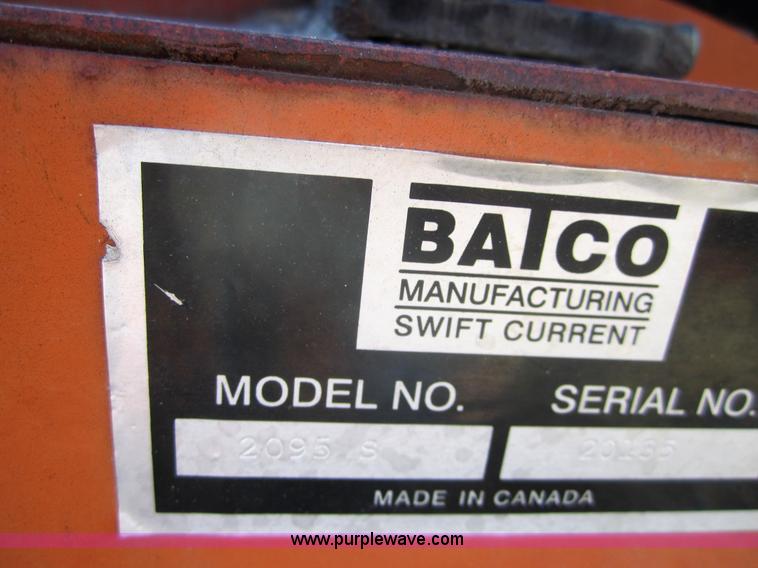 BATCO
MANUFACTURING
SWIFT CURRENT
MODEL NO. SERIAL NO.
2095 S
MADE IN CANADA
www.purplewave.com